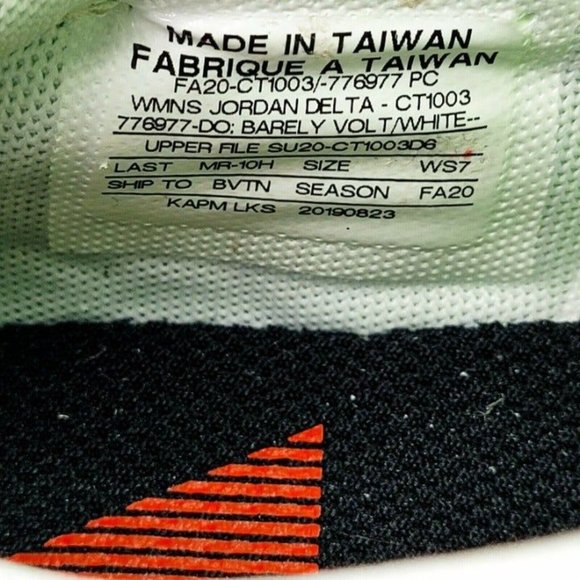 MADE IN TAIWAN
FABRIQUE A TAIWAN
FA20-CT1003/-776977 PC
WMNS JORDAN DELTA - CT1003
776977-DO: BARELY VOLT/WHITE--
UPPER FILE SU20-CT1003D6
LAST MR-10H SIZE WS7
SHIP TO BVTN SEASON FA20
KAPM LKS 20190823